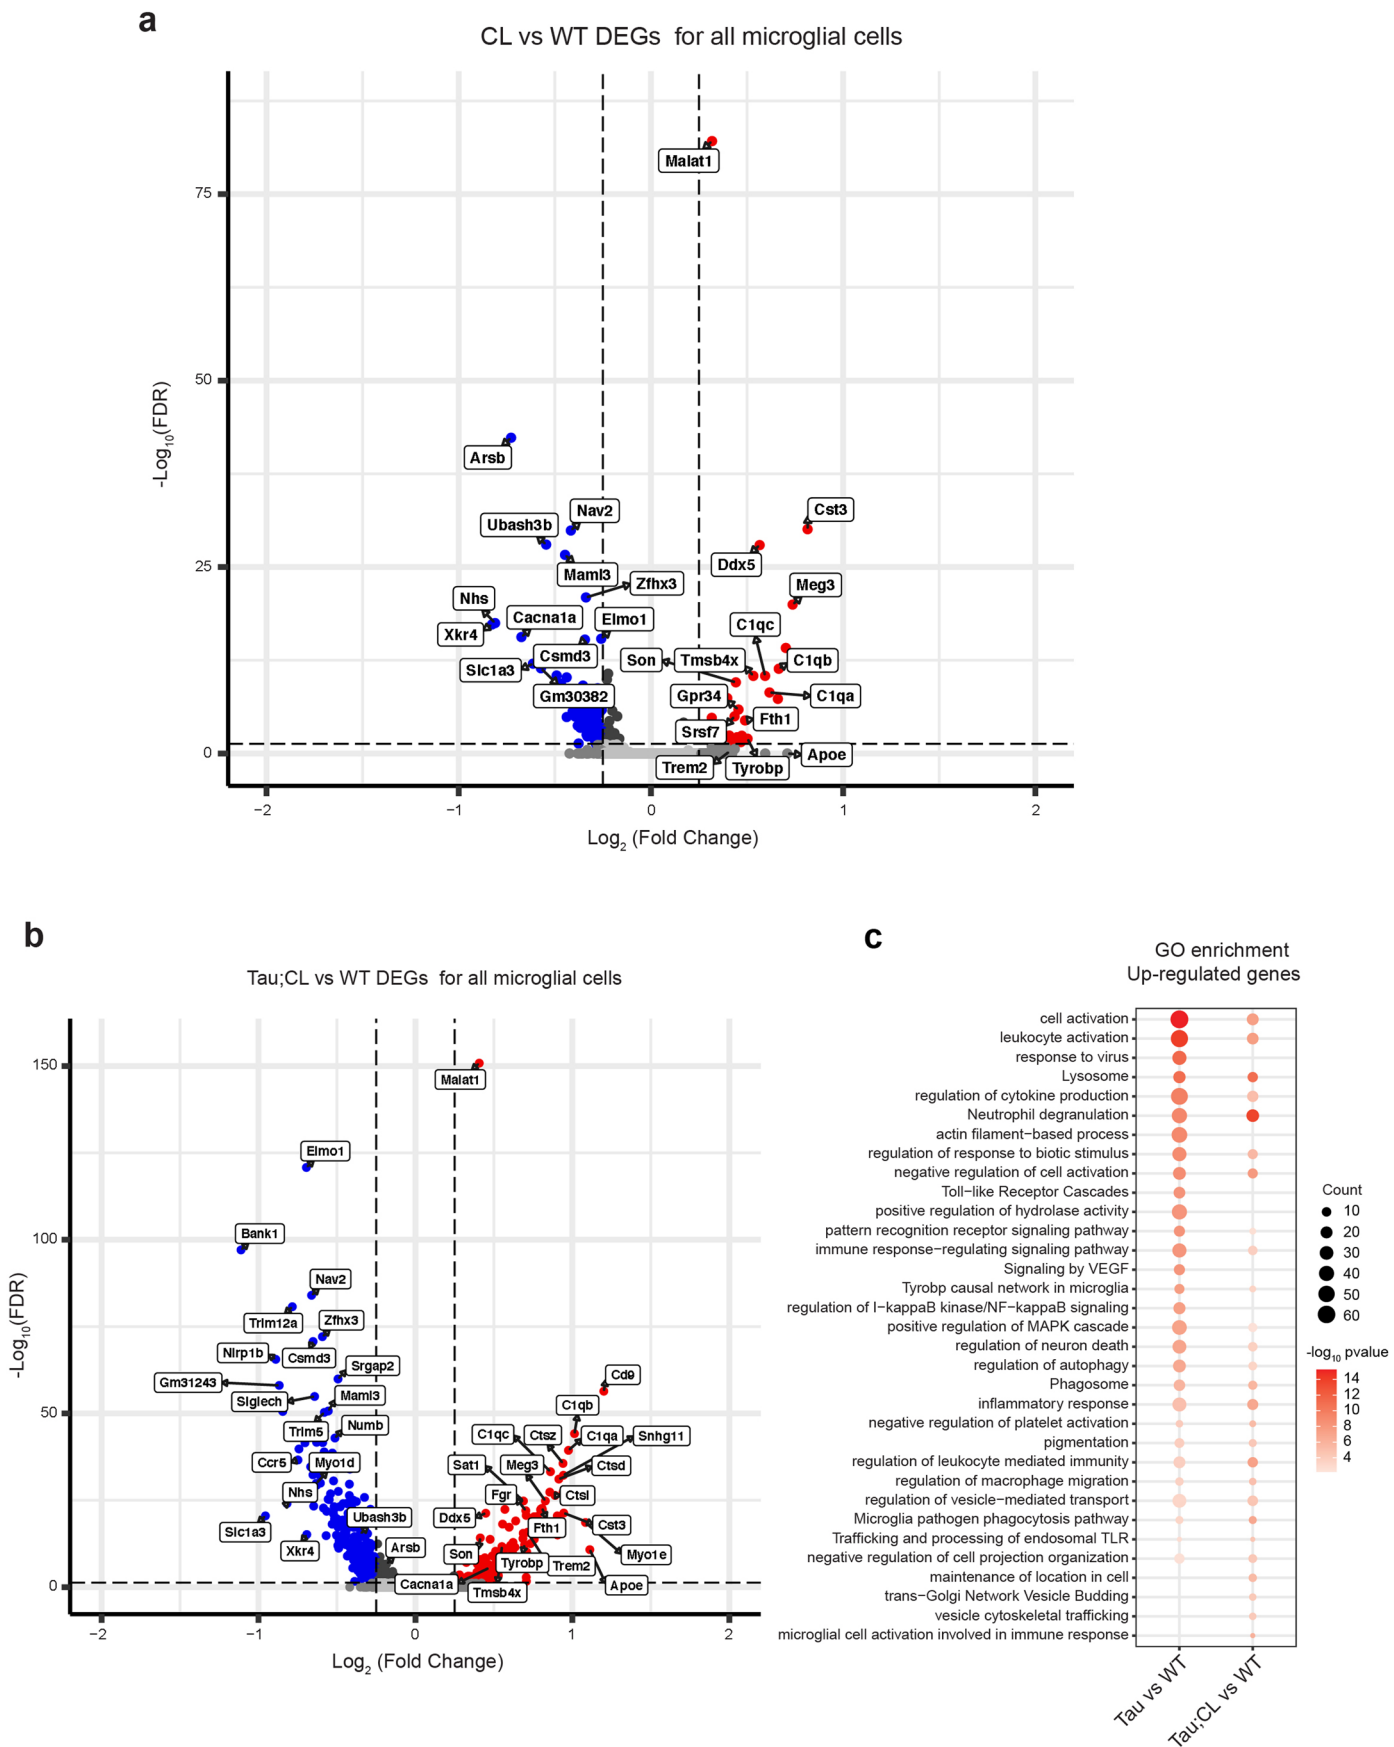 a
CL vs WT DEGs for all microglial cells
Malat1
75
50
-Log10(FDR)
Arsb
Nav2
Cst3
Ubash3b
Ddx5
25
Maml3
Zfhx3
Meg3
Nhs
Cacna1a
Elmo1
C1qc
Xkr4
Csmd3
Son
Tmsb4x
C1qb
Slc1a3
Gm30382
Gpr34
C1qa
Fth1
Srsf7
0
Trem2
Tyrobp
Apoe
−2
−1
0
1
2
Log2 (Fold Change)
b
Tau;CL vs WT DEGs for all microglial cells
150
Malat1
Elmo1
Bank1
100
Nav2
Trim12a
Zfhx3
-Log10(FDR)
Nlrp1b
Csmd3
Srgap2
Gm31243
Cd9
Siglech
Maml3
C1qb
50
Trim5
Numb
C1qc
Ctsz
C1qa
Snhg11
Ccr5
Myo1d
Sat1
Meg3
Ctsd
Nhs
Fgr
Ctsl
Ubash3b
Ddx5
Slc1a3
Fth1
Cst3
Xkr4
Arsb
Son
Tyrobp
Trem2
Myo1e
0
Cacna1a
Tmsb4x
Apoe
−2
−1
0
1
2
Log2 (Fold Change)
c
GO enrichment
Up-regulated genes
cell activation
leukocyte activation
response to virus
Lysosome
regulation of cytokine production
Neutrophil degranulation
actin filament−based process
regulation of response to biotic stimulus
negative regulation of cell activation
Toll−like Receptor Cascades
positive regulation of hydrolase activity
pattern recognition receptor signaling pathway
immune response−regulating signaling pathway
Signaling by VEGF
Tyrobp causal network in microglia
regulation of I−kappaB kinase/NF−kappaB signaling
positive regulation of MAPK cascade
regulation of neuron death
regulation of autophagy
Phagosome
inflammatory response
negative regulation of platelet activation
pigmentation
regulation of leukocyte mediated immunity
regulation of macrophage migration
regulation of vesicle−mediated transport
Microglia pathogen phagocytosis pathway
Trafficking and processing of endosomal TLR
negative regulation of cell projection organization
maintenance of location in cell
trans−Golgi Network Vesicle Budding
vesicle cytoskeletal trafficking
microglial cell activation involved in immune response
Tau vs WT
Tau;CL vs WT
Count
10
20
30
40
50
60
-log10 pvalue
14
12
10
8
6
4